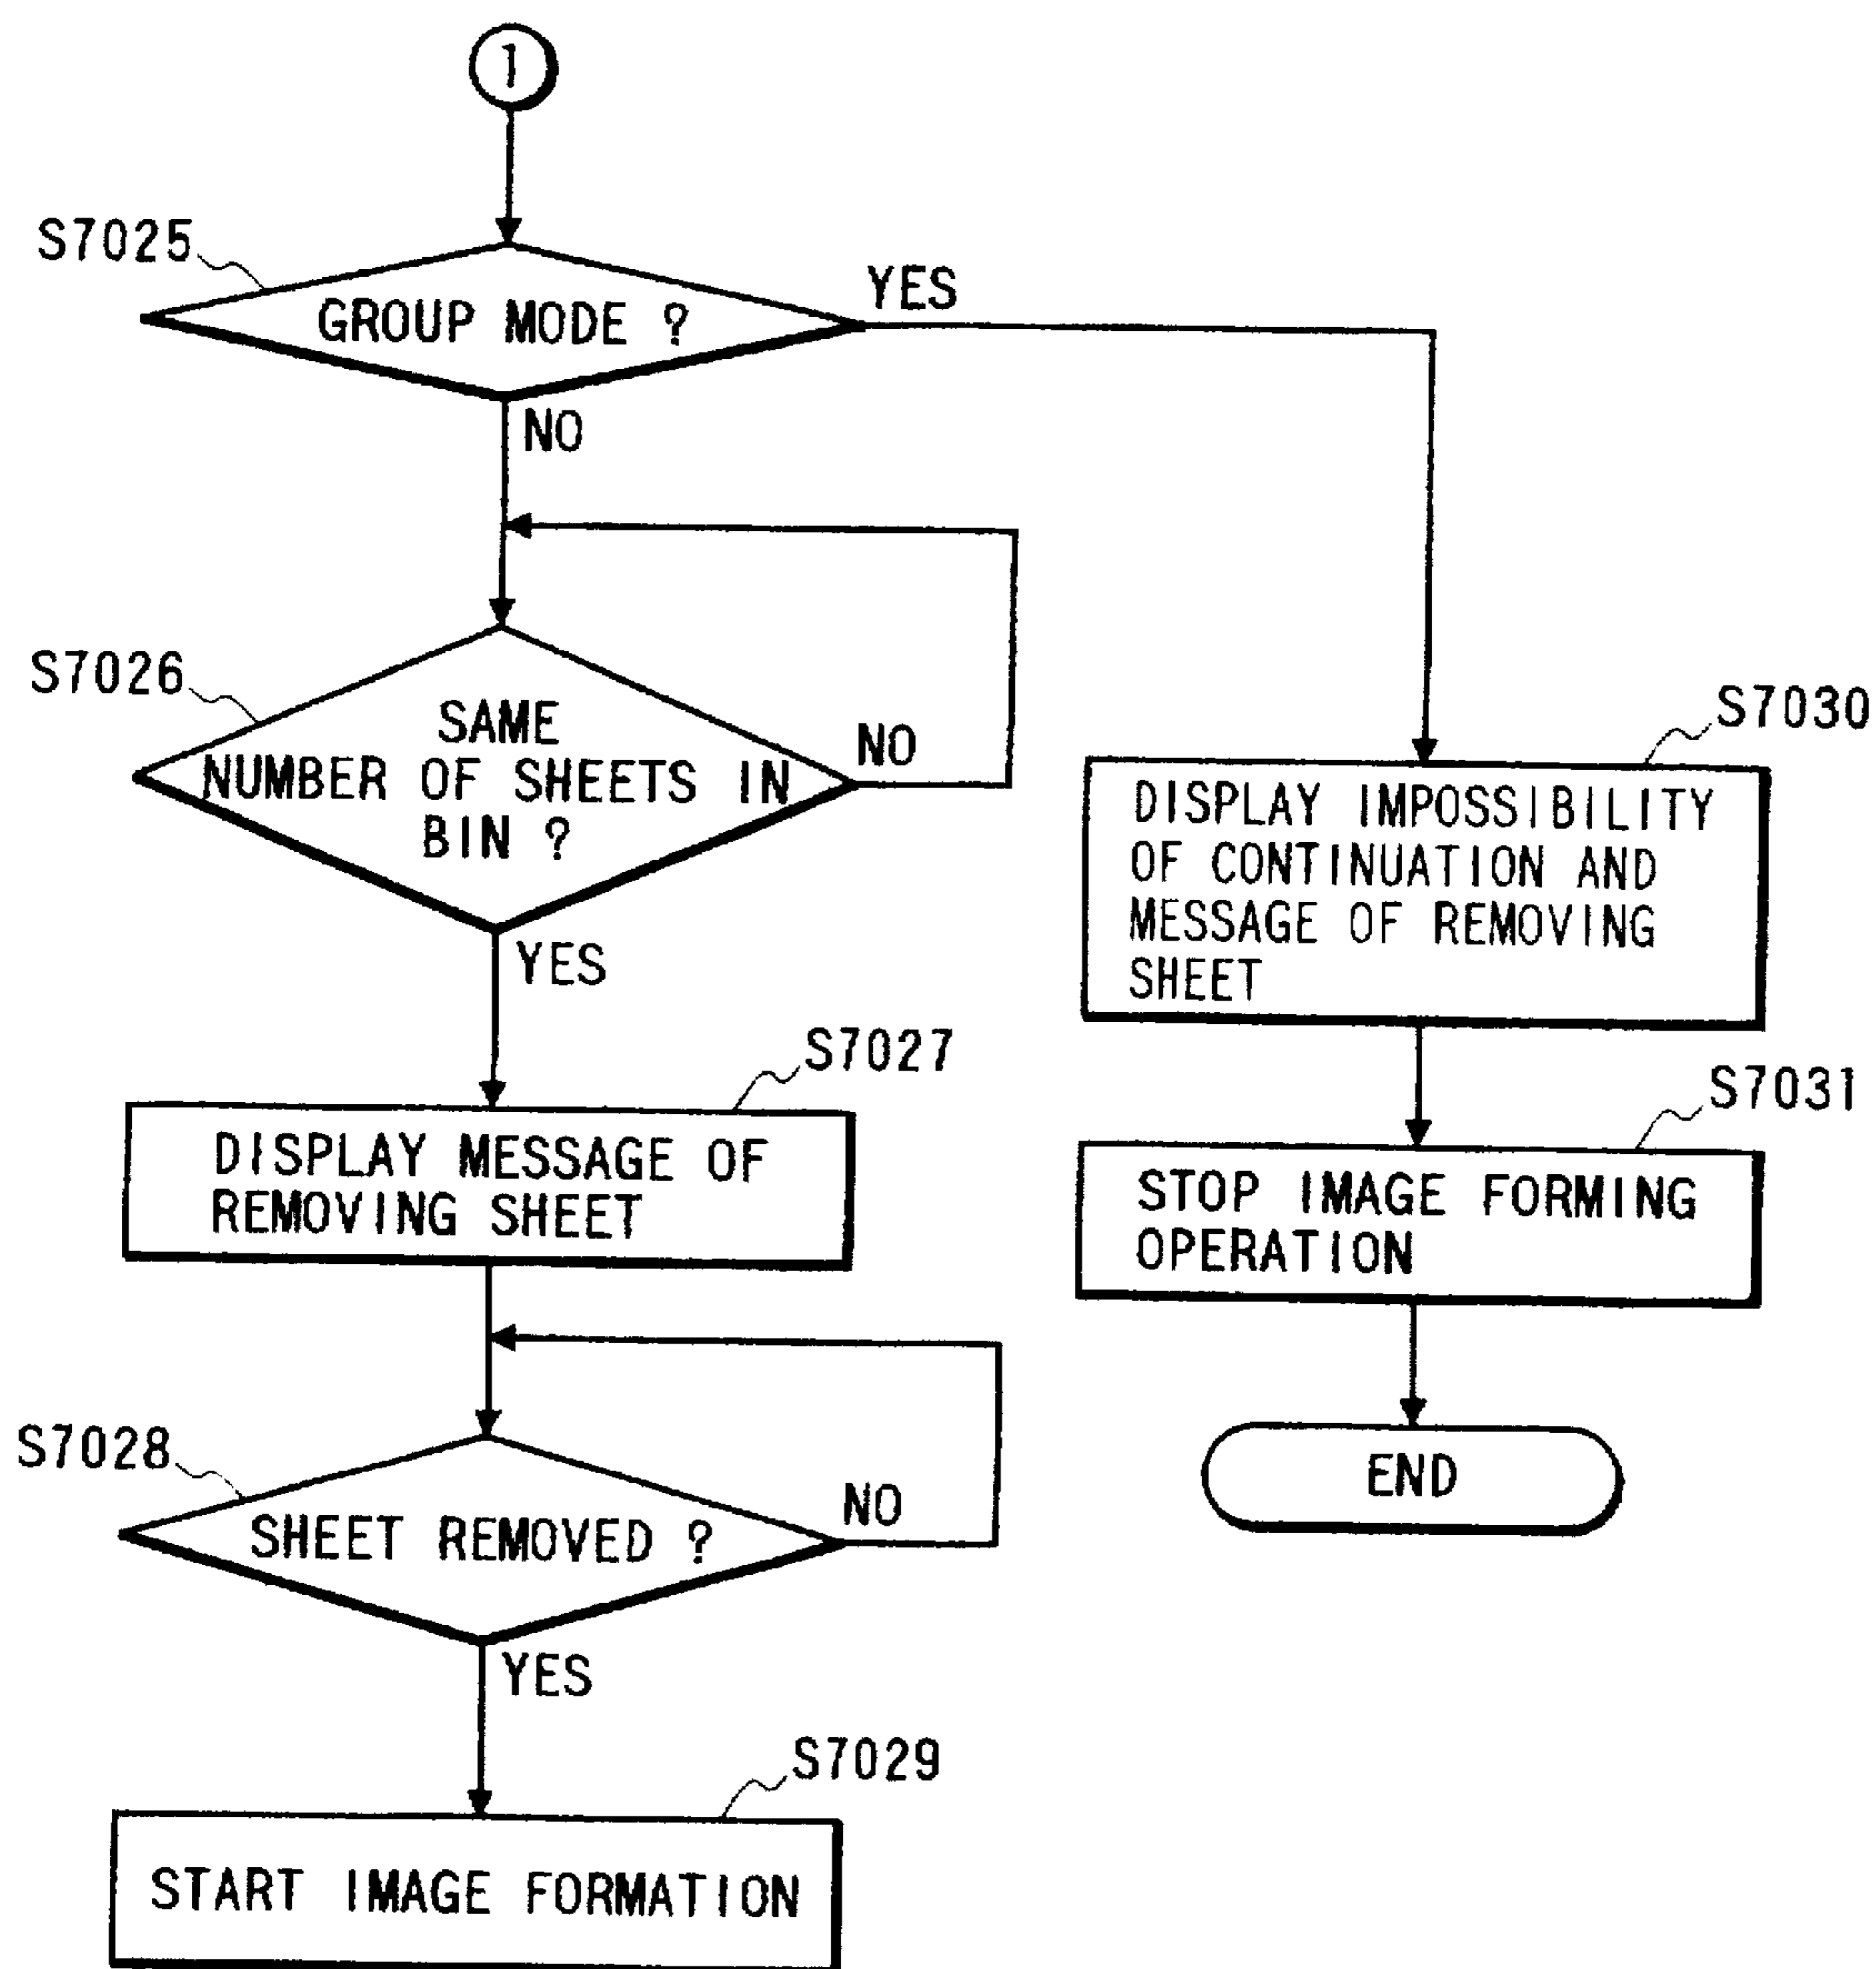 1
S7025
GROUP MODE ?
YES
NO
S7026
SAME
NUMBER OF SHEETS IN
BIN ?
NO
YES
S7027
DISPLAY MESSAGE OF
REMOVING SHEET
S7028
SHEET REMOVED ?
NO
YES
S7029
START IMAGE FORMATION
S7030
DISPLAY IMPOSSIBILITY
OF CONTINUATION AND
MESSAGE OF REMOVING
SHEET
S7031
STOP IMAGE FORMING
OPERATION
END